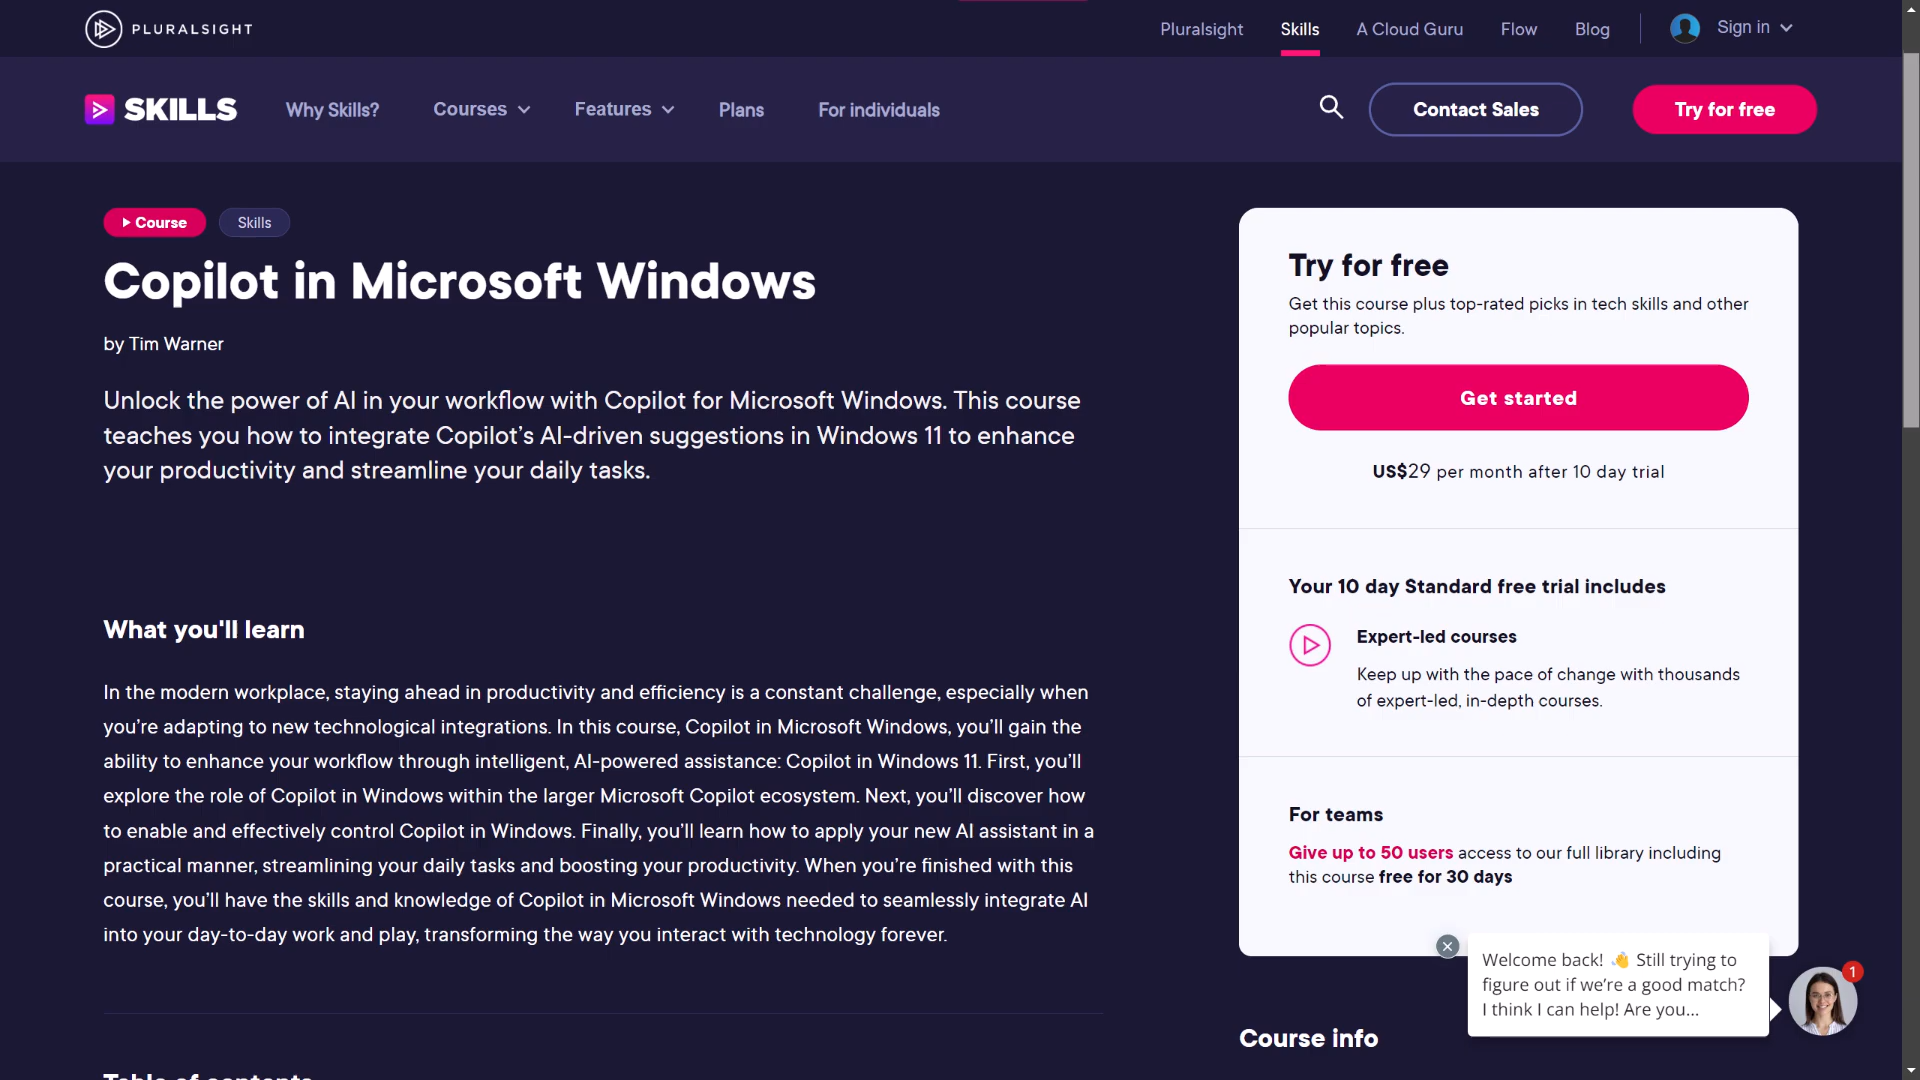 PLURALSIGHT
Pluralsight
Skills
A Cloud Guru
Flow
Blog
Sign in
SKILLS
Why Skills?
Courses
Features
Plans
For individuals
Contact Sales
Try for free
Course
Skills
Copilot in Microsoft Windows
by Tim Warner
Unlock the power of AI in your workflow with Copilot for Microsoft Windows. This course
teaches you how to integrate Copilot’s AI-driven suggestions in Windows 11 to enhance
your productivity and streamline your daily tasks.
What you'll learn
In the modern workplace, staying ahead in productivity and efficiency is a constant challenge, especially when
you’re adapting to new technological integrations. In this course, Copilot in Microsoft Windows, you’ll gain the
ability to enhance your workflow through intelligent, AI-powered assistance: Copilot in Windows 11. First, you’ll
explore the role of Copilot in Windows within the larger Microsoft Copilot ecosystem. Next, you’ll discover how
to enable and effectively control Copilot in Windows. Finally, you’ll learn how to apply your new AI assistant in a
practical manner, streamlining your daily tasks and boosting your productivity. When you’re finished with this
course, you’ll have the skills and knowledge of Copilot in Microsoft Windows needed to seamlessly integrate AI
into your day-to-day work and play, transforming the way you interact with technology forever.
Table of contents
Try for free
Get this course plus top-rated picks in tech skills and other
popular topics.
Get started
US$29 per month after 10 day trial
Your 10 day Standard free trial includes
Expert-led courses
Keep up with the pace of change with thousands
of expert-led, in-depth courses.
For teams
Give up to 50 users access to our full library including
this course free for 30 days
Welcome back! 👋 Still trying to
figure out if we’re a good match?
I think I can help! Are you...
1
Course info